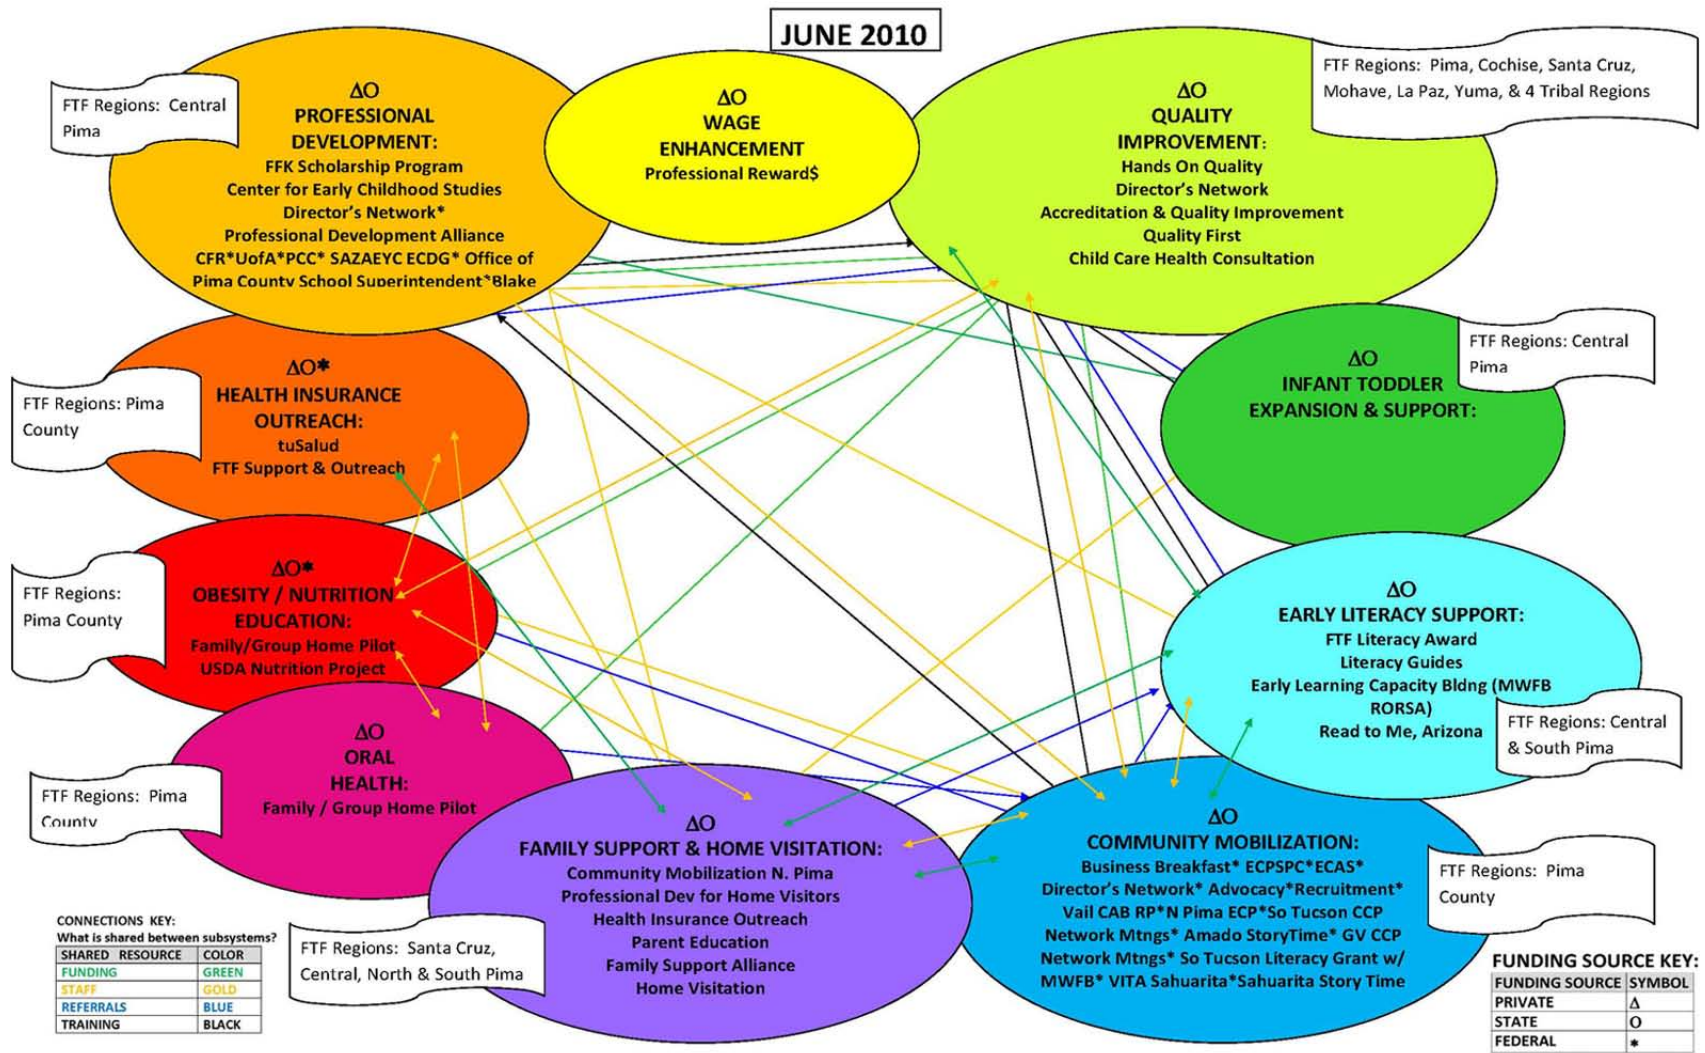 JUNE 2010
FTF Regions: Central
Pima
ΔO
PROFESSIONAL
DEVELOPMENT:
FFK Scholarship Program
Center for Early Childhood Studies
Director's Network*
Professional Development Alliance
CFR*UofA*PCC* SAZAEYC ECDG* Office of
Pima County School Superintendent*Blake
ΔO
WAGE
ENHANCEMENT
Professional Reward$
ΔO
QUALITY
IMPROVEMENT:
Hands On Quality
Director's Network
Accreditation & Quality Improvement
Quality First
Child Care Health Consultation
FTF Regions: Pima, Cochise, Santa Cruz,
Mohave, La Paz, Yuma, & 4 Tribal Regions
FTF Regions: Pima
County
ΔO*
HEALTH INSURANCE
OUTREACH:
tuSalud
FTF Support & Outreach
ΔO
INFANT TODDLER
EXPANSION & SUPPORT:
FTF Regions: Central
Pima
FTF Regions:
Pima County
ΔO*
OBESITY / NUTRITION
EDUCATION:
Family/Group Home Pilot
USDA Nutrition Project
ΔO
EARLY LITERACY SUPPORT:
FTF Literacy Award
Literacy Guides
Early Learning Capacity Bldng (MWFB
RORSA)
Read to Me, Arizona
FTF Regions: Central
& South Pima
FTF Regions: Pima
County
ΔO
ORAL
HEALTH:
Family / Group Home Pilot
ΔO
FAMILY SUPPORT & HOME VISITATION:
Community Mobilization N. Pima
Professional Dev for Home Visitors
Health Insurance Outreach
Parent Education
Family Support Alliance
Home Visitation
FTF Regions: Santa Cruz,
Central, North & South Pima
ΔO
COMMUNITY MOBILIZATION:
Business Breakfast* ECPSPC*ECAS*
Director's Network* Advocacy*Recruitment*
Vail CAB RP*N Pima ECP*So Tucson CCP
Network Mtngs* Amado StoryTime* GV CCP
Network Mtngs* So Tucson Literacy Grant w/
MWFB* VITA Sahuarita*Sahuarita Story Time
FTF Regions: Pima
County
CONNECTIONS KEY:
What is shared between subsystems?
SHARED RESOURCE COLOR
FUNDING GREEN
STAFF GOLD
REFERRALS BLUE
TRAINING BLACK
FUNDING SOURCE KEY:
FUNDING SOURCE SYMBOL
PRIVATE Δ
STATE O
FEDERAL *